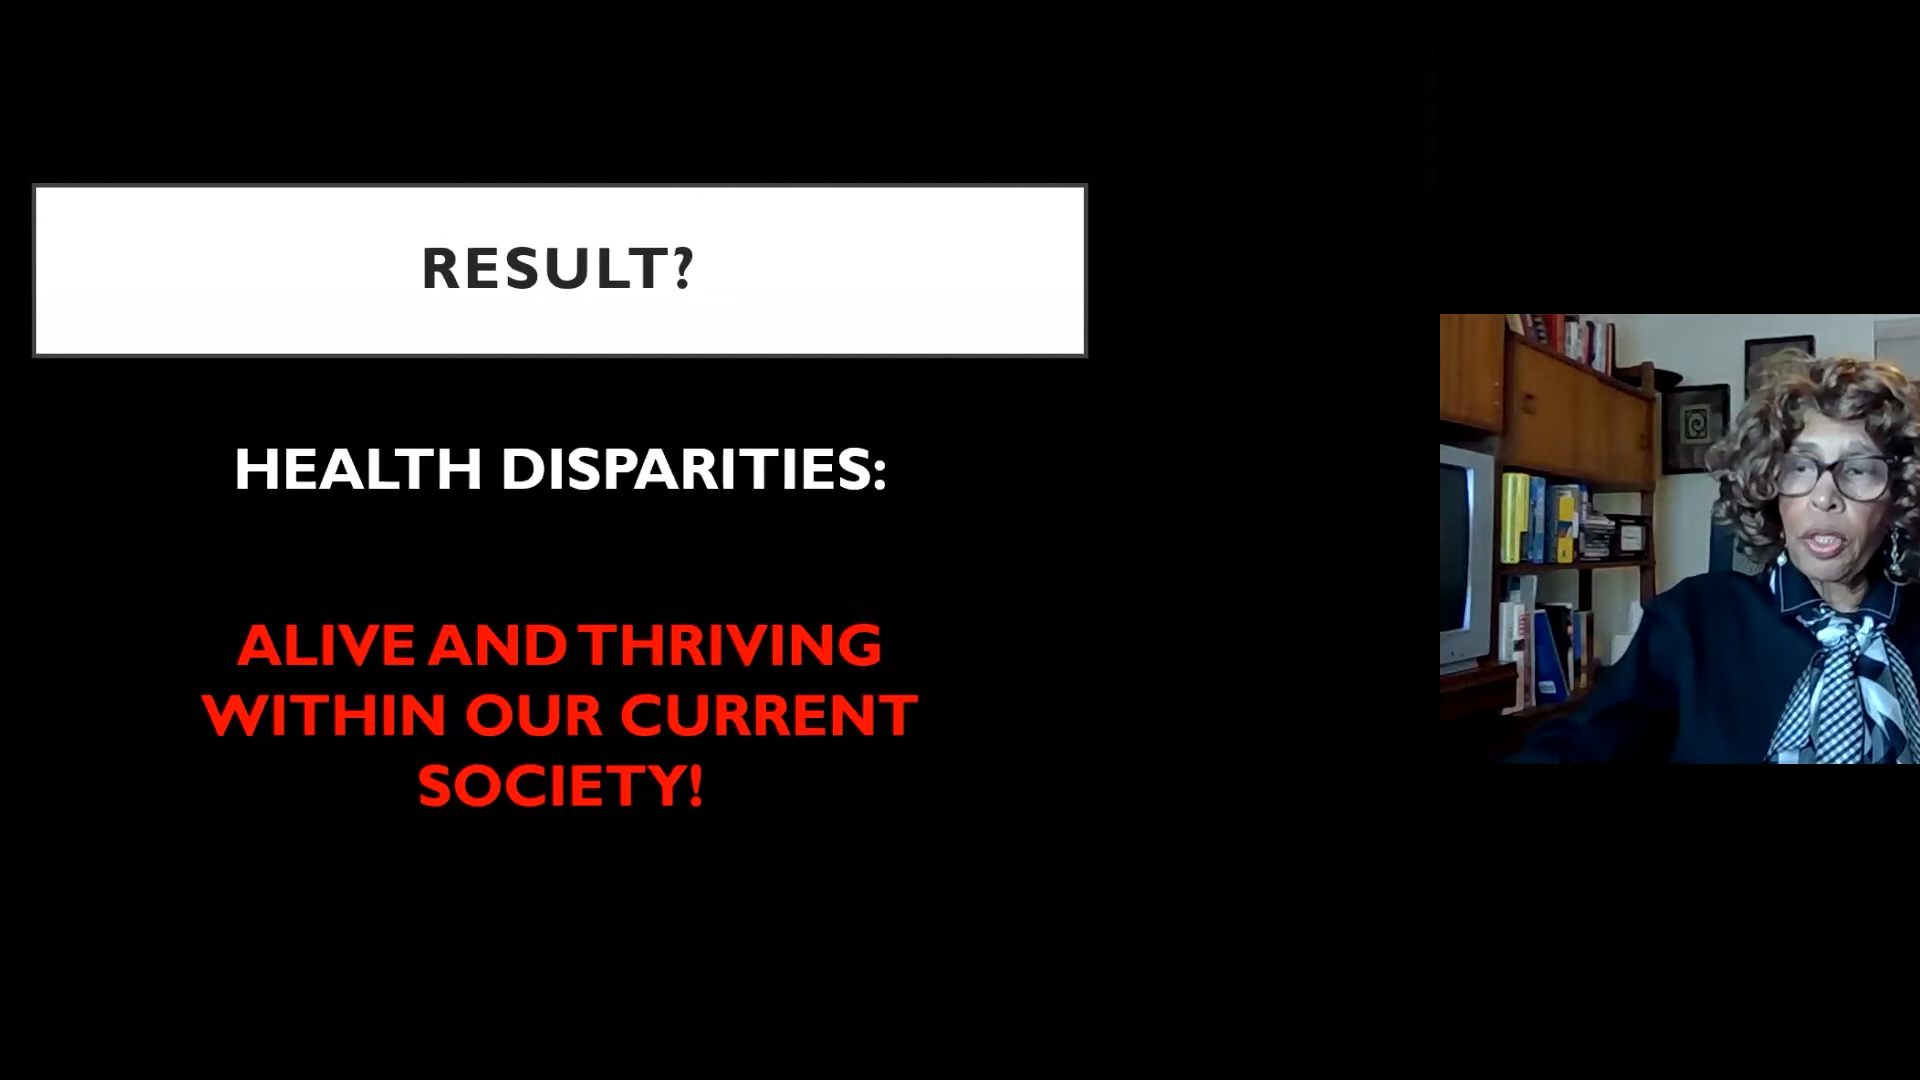 RESULT?
HEALTH DISPARITIES:
ALIVE AND THRIVING
WITHIN OUR CURRENT
SOCIETY!